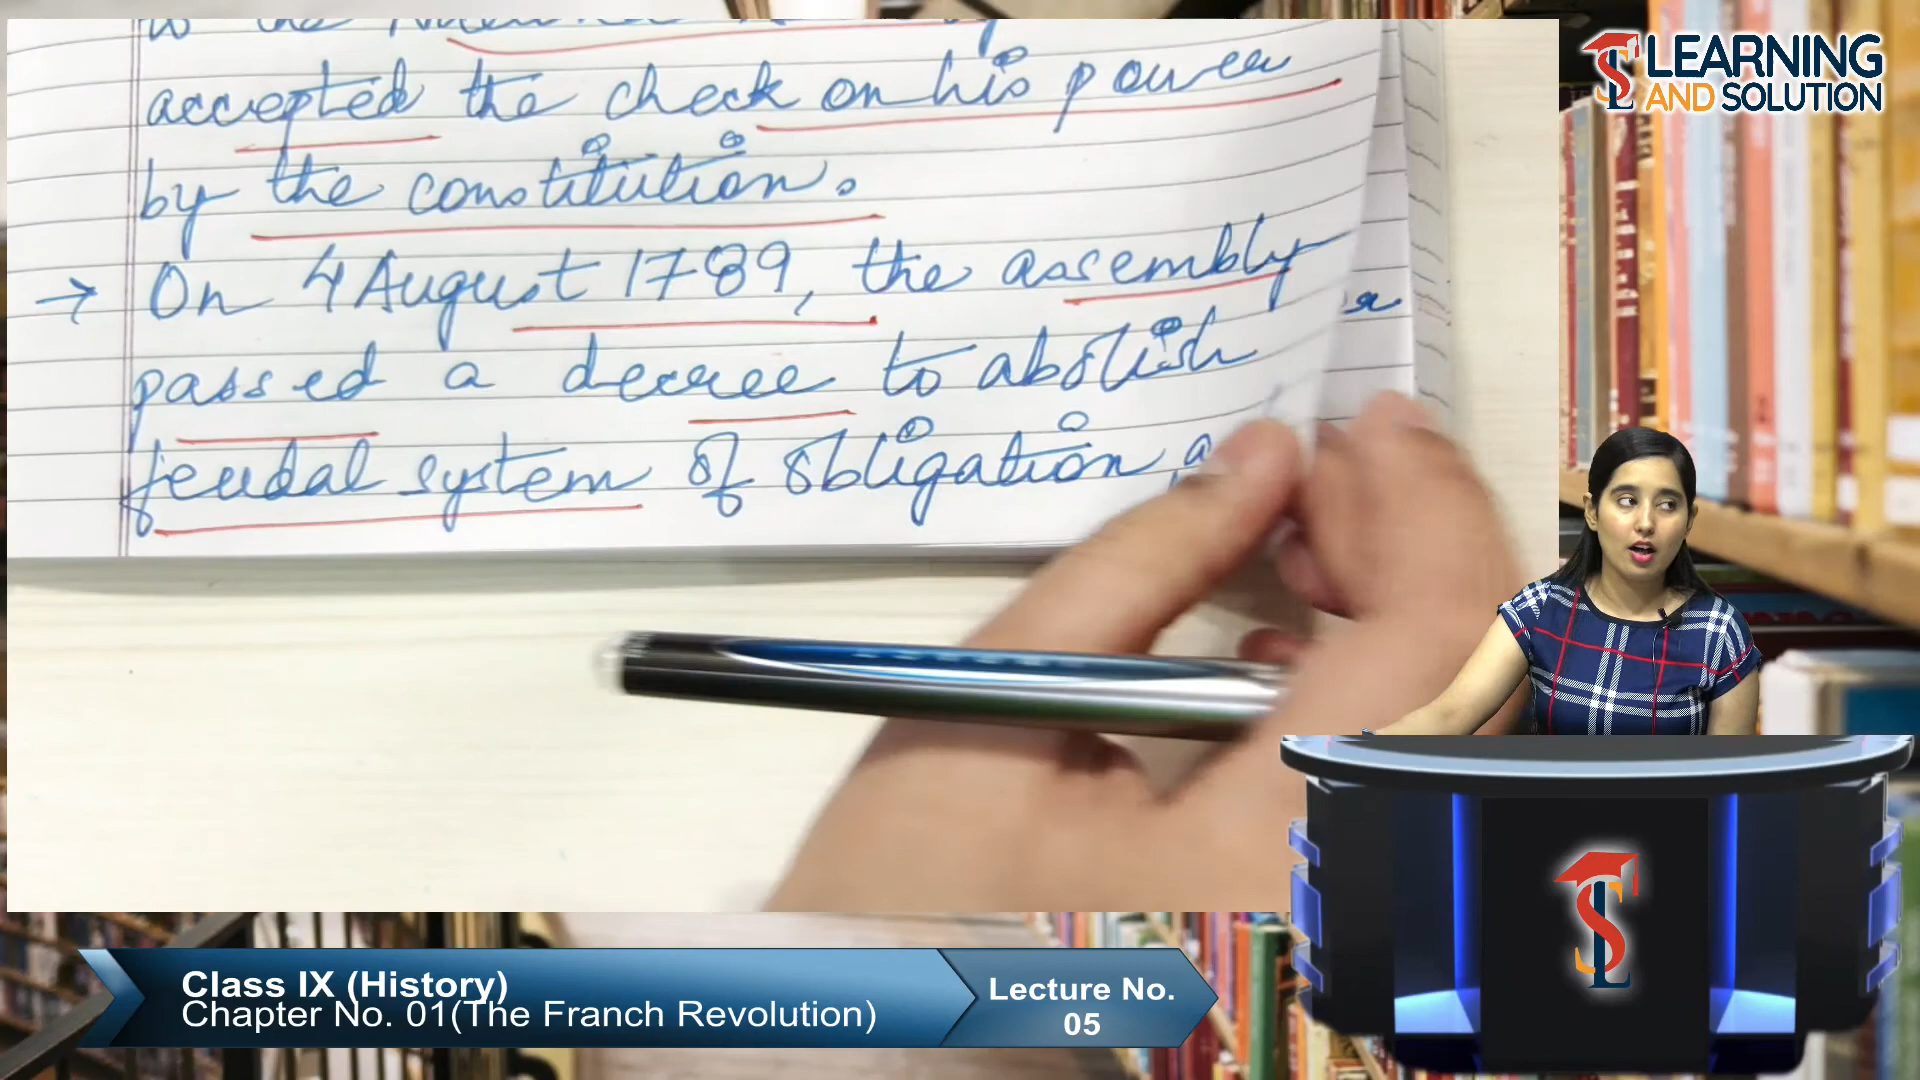 to the
accepted the check on his power
by the constitution.
→ On 4 August 1789, the assembly
passed a decree to abolish
feudal system of obligation,
LEARNING
AND SOLUTION
Class IX (History)
Chapter No. 01(The Franch Revolution)
Lecture No.
05